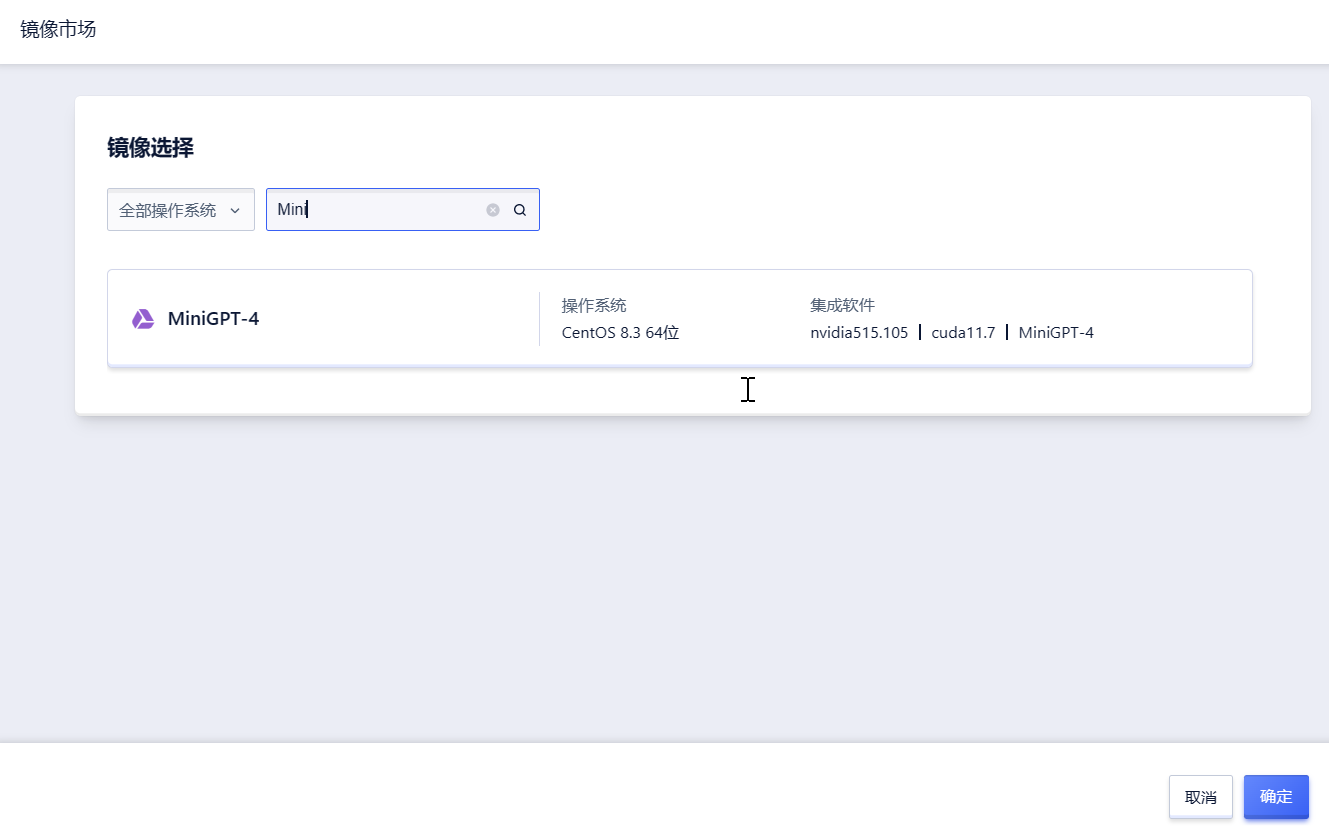 镜像市场
镜像选择
全部操作系统
Mini
MiniGPT-4
操作系统
CentOS 8.3 64位
集成软件
nvidia515.105 | cuda11.7 | MiniGPT-4
取消
确定